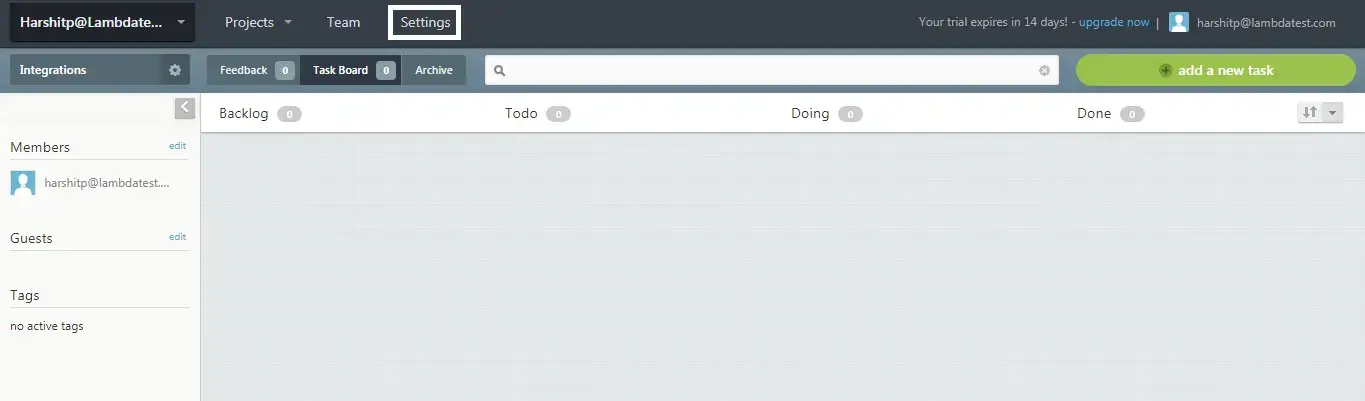 Harshitp@Lambdate... Projects Team Settings Your trial expires in 14 days! - upgrade now | harshitp@lambdatest.com
Integrations Feedback 0 Task Board 0 Archive add a new task
Backlog 0 Todo 0 Doing 0 Done 0
Members edit
harshitp@lambdatest....
Guests edit
Tags
no active tags